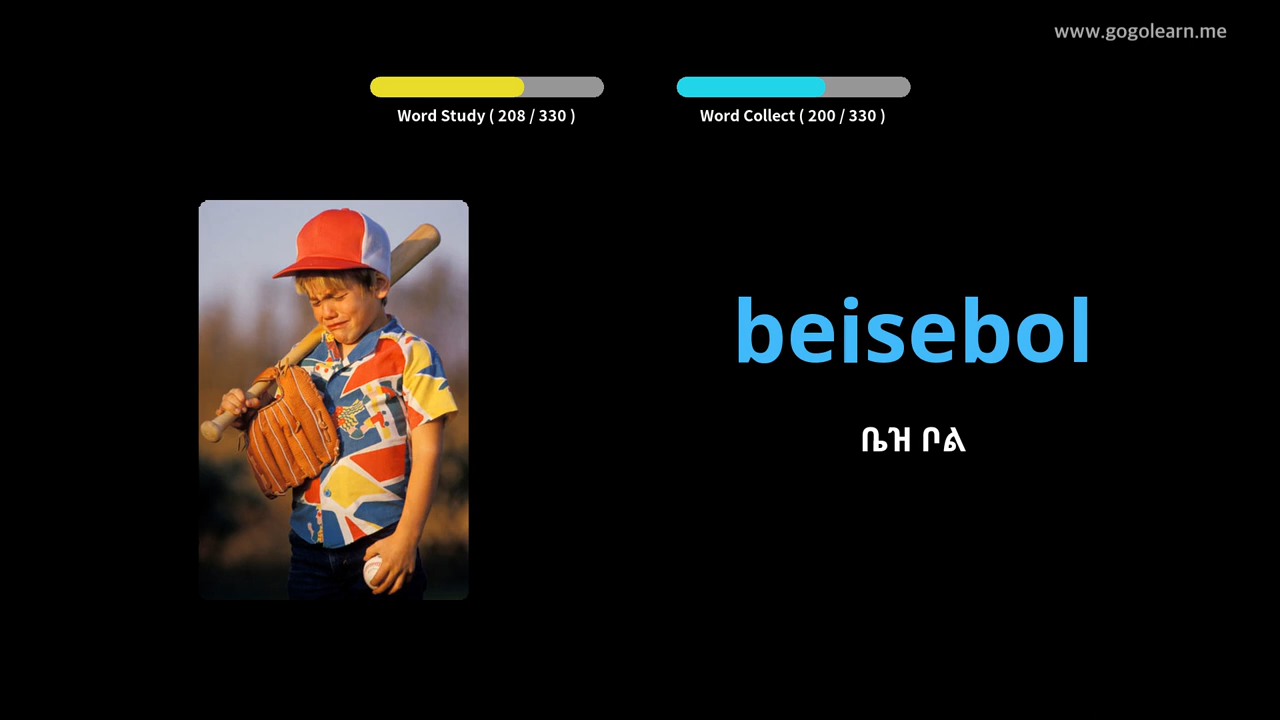 www.gogolearn.me
Word Study ( 208 / 330 )
Word Collect ( 200 / 330 )
beisebol
ቤዝ ቦል